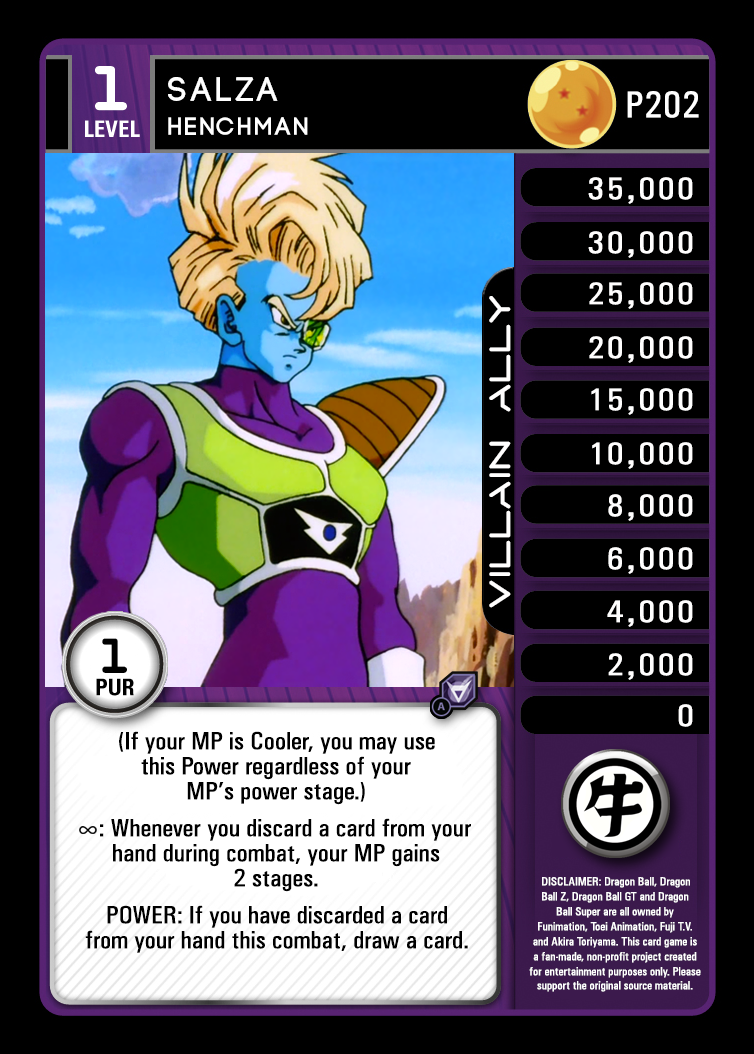 1
LEVEL
SALZA
HENCHMAN
P202
35,000
30,000
25,000
20,000
15,000
10,000
8,000
6,000
4,000
2,000
0
VILLAIN ALLY
1
PUR
A
(If your MP is Cooler, you may use
this Power regardless of your
MP's power stage.)
∞: Whenever you discard a card from your
hand during combat, your MP gains
2 stages.
POWER: If you have discarded a card
from your hand this combat, draw a card.
牛
DISCLAIMER: Dragon Ball, Dragon
Ball Z, Dragon Ball GT and Dragon
Ball Super are all owned by
Funimation, Toei Animation, Fuji T.V.
and Akira Toriyama. This card game is
a fan-made, non-profit project created
for entertainment purposes only. Please
support the original source material.